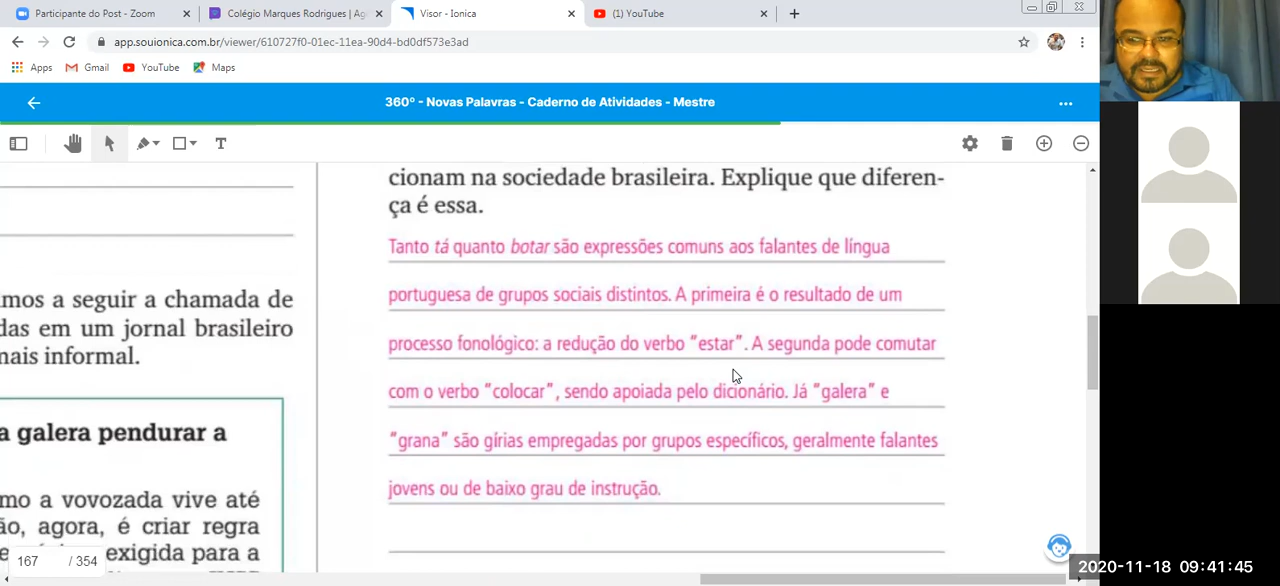 Participante do Post - Zoom
Colégio Marques Rodrigues | Ag
Visor - Ionica
(1) YouTube
app.souionica.com.br/viewer/610727f0-01ec-11ea-90d4-bd0df573e3ad
Apps
Gmail
YouTube
Maps
360º - Novas Palavras - Caderno de Atividades - Mestre
T
amos a seguir a chamada de
das em um jornal brasileiro
mais informal.
a galera pendurar a
mo a vovozada vive até
ão, agora, é criar regra
exigida para a
cionam na sociedade brasileira. Explique que diferen-
ça é essa.
Tanto tá quanto botar são expressões comuns aos falantes de língua
portuguesa de grupos sociais distintos. A primeira é o resultado de um
processo fonológico: a redução do verbo "estar". A segunda pode comutar
com o verbo "colocar", sendo apoiada pelo dicionário. Já "galera" e
"grana" são gírias empregadas por grupos específicos, geralmente falantes
jovens ou de baixo grau de instrução.
167 / 354
2020-11-18 09:41:45